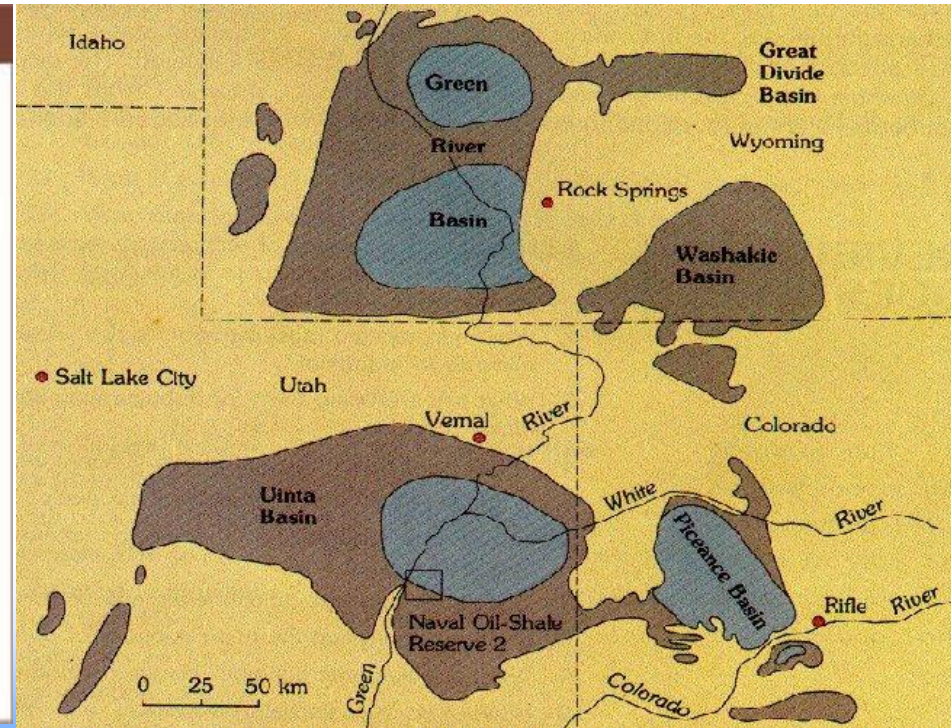 Idaho
Great
Divide
Basin
Green
Wyoming
River
Rock Springs
Basin
Washakie
Basin
Salt Lake City
Utah
Vernal
River
Colorado
Uinta
Basin
White
River
Piceance Basin
Rifle
River
Naval Oil-Shale
Reserve 2
0 25 50 km
Green
Colorado